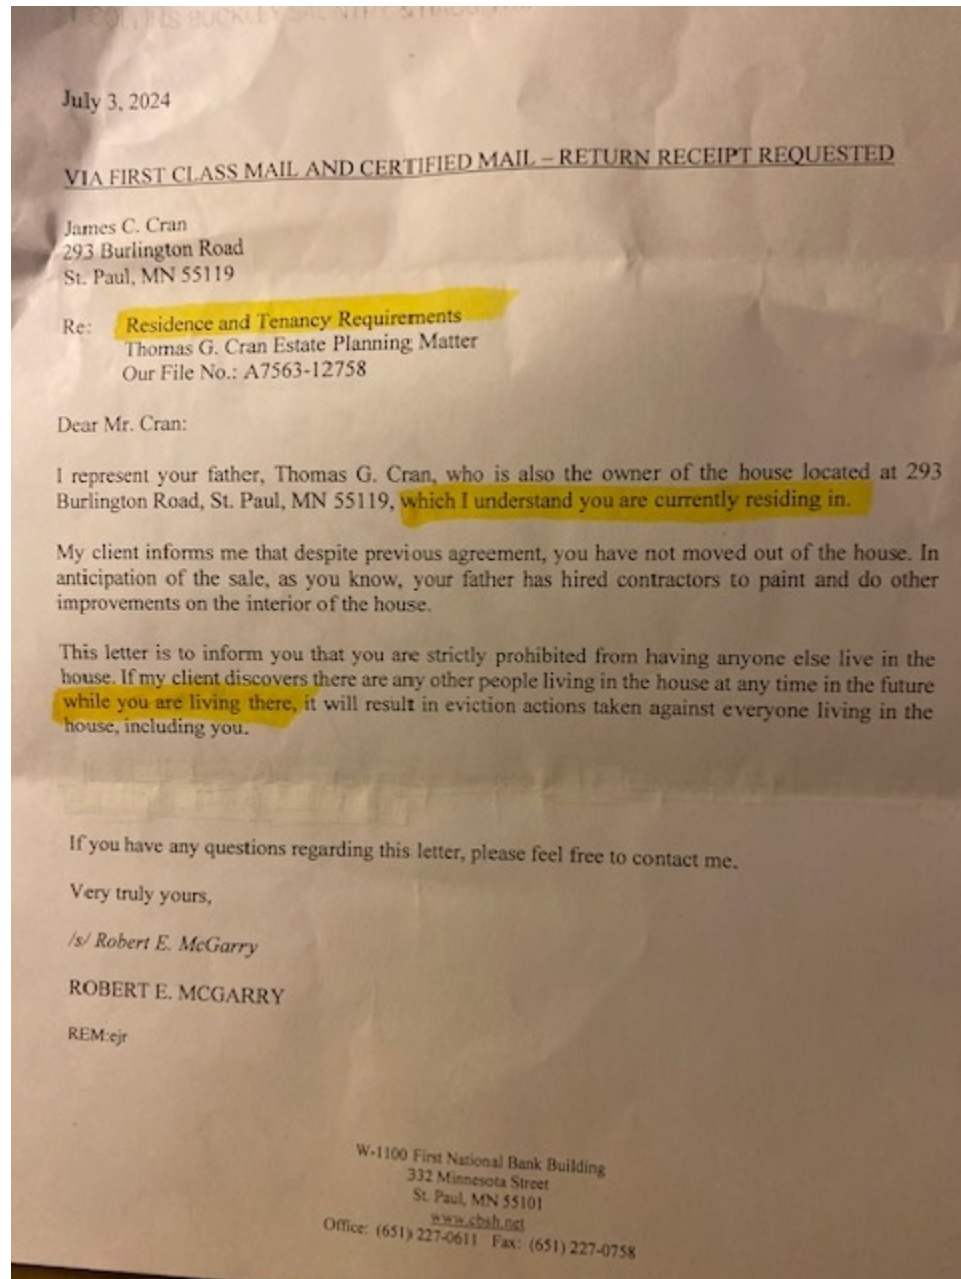 COLLINS BUCKLEY SAUNTRY & HAUGH
July 3, 2024
VIA FIRST CLASS MAIL AND CERTIFIED MAIL – RETURN RECEIPT REQUESTED
James C. Cran
293 Burlington Road
St. Paul, MN 55119
Re: Residence and Tenancy Requirements
Thomas G. Cran Estate Planning Matter
Our File No.: A7563-12758
Dear Mr. Cran:
I represent your father, Thomas G. Cran, who is also the owner of the house located at 293
Burlington Road, St. Paul, MN 55119, which I understand you are currently residing in.
My client informs me that despite previous agreement, you have not moved out of the house. In
anticipation of the sale, as you know, your father has hired contractors to paint and do other
improvements on the interior of the house.
This letter is to inform you that you are strictly prohibited from having anyone else live in the
house. If my client discovers there are any other people living in the house at any time in the future
while you are living there, it will result in eviction actions taken against everyone living in the
house, including you.
If you have any questions regarding this letter, please feel free to contact me.
Very truly yours,
/s/ Robert E. McGarry
ROBERT E. MCGARRY
REM:ejr
W-1100 First National Bank Building
332 Minnesota Street
St. Paul, MN 55101
www.cbsh.net
Office: (651) 227-0611 Fax: (651) 227-0758